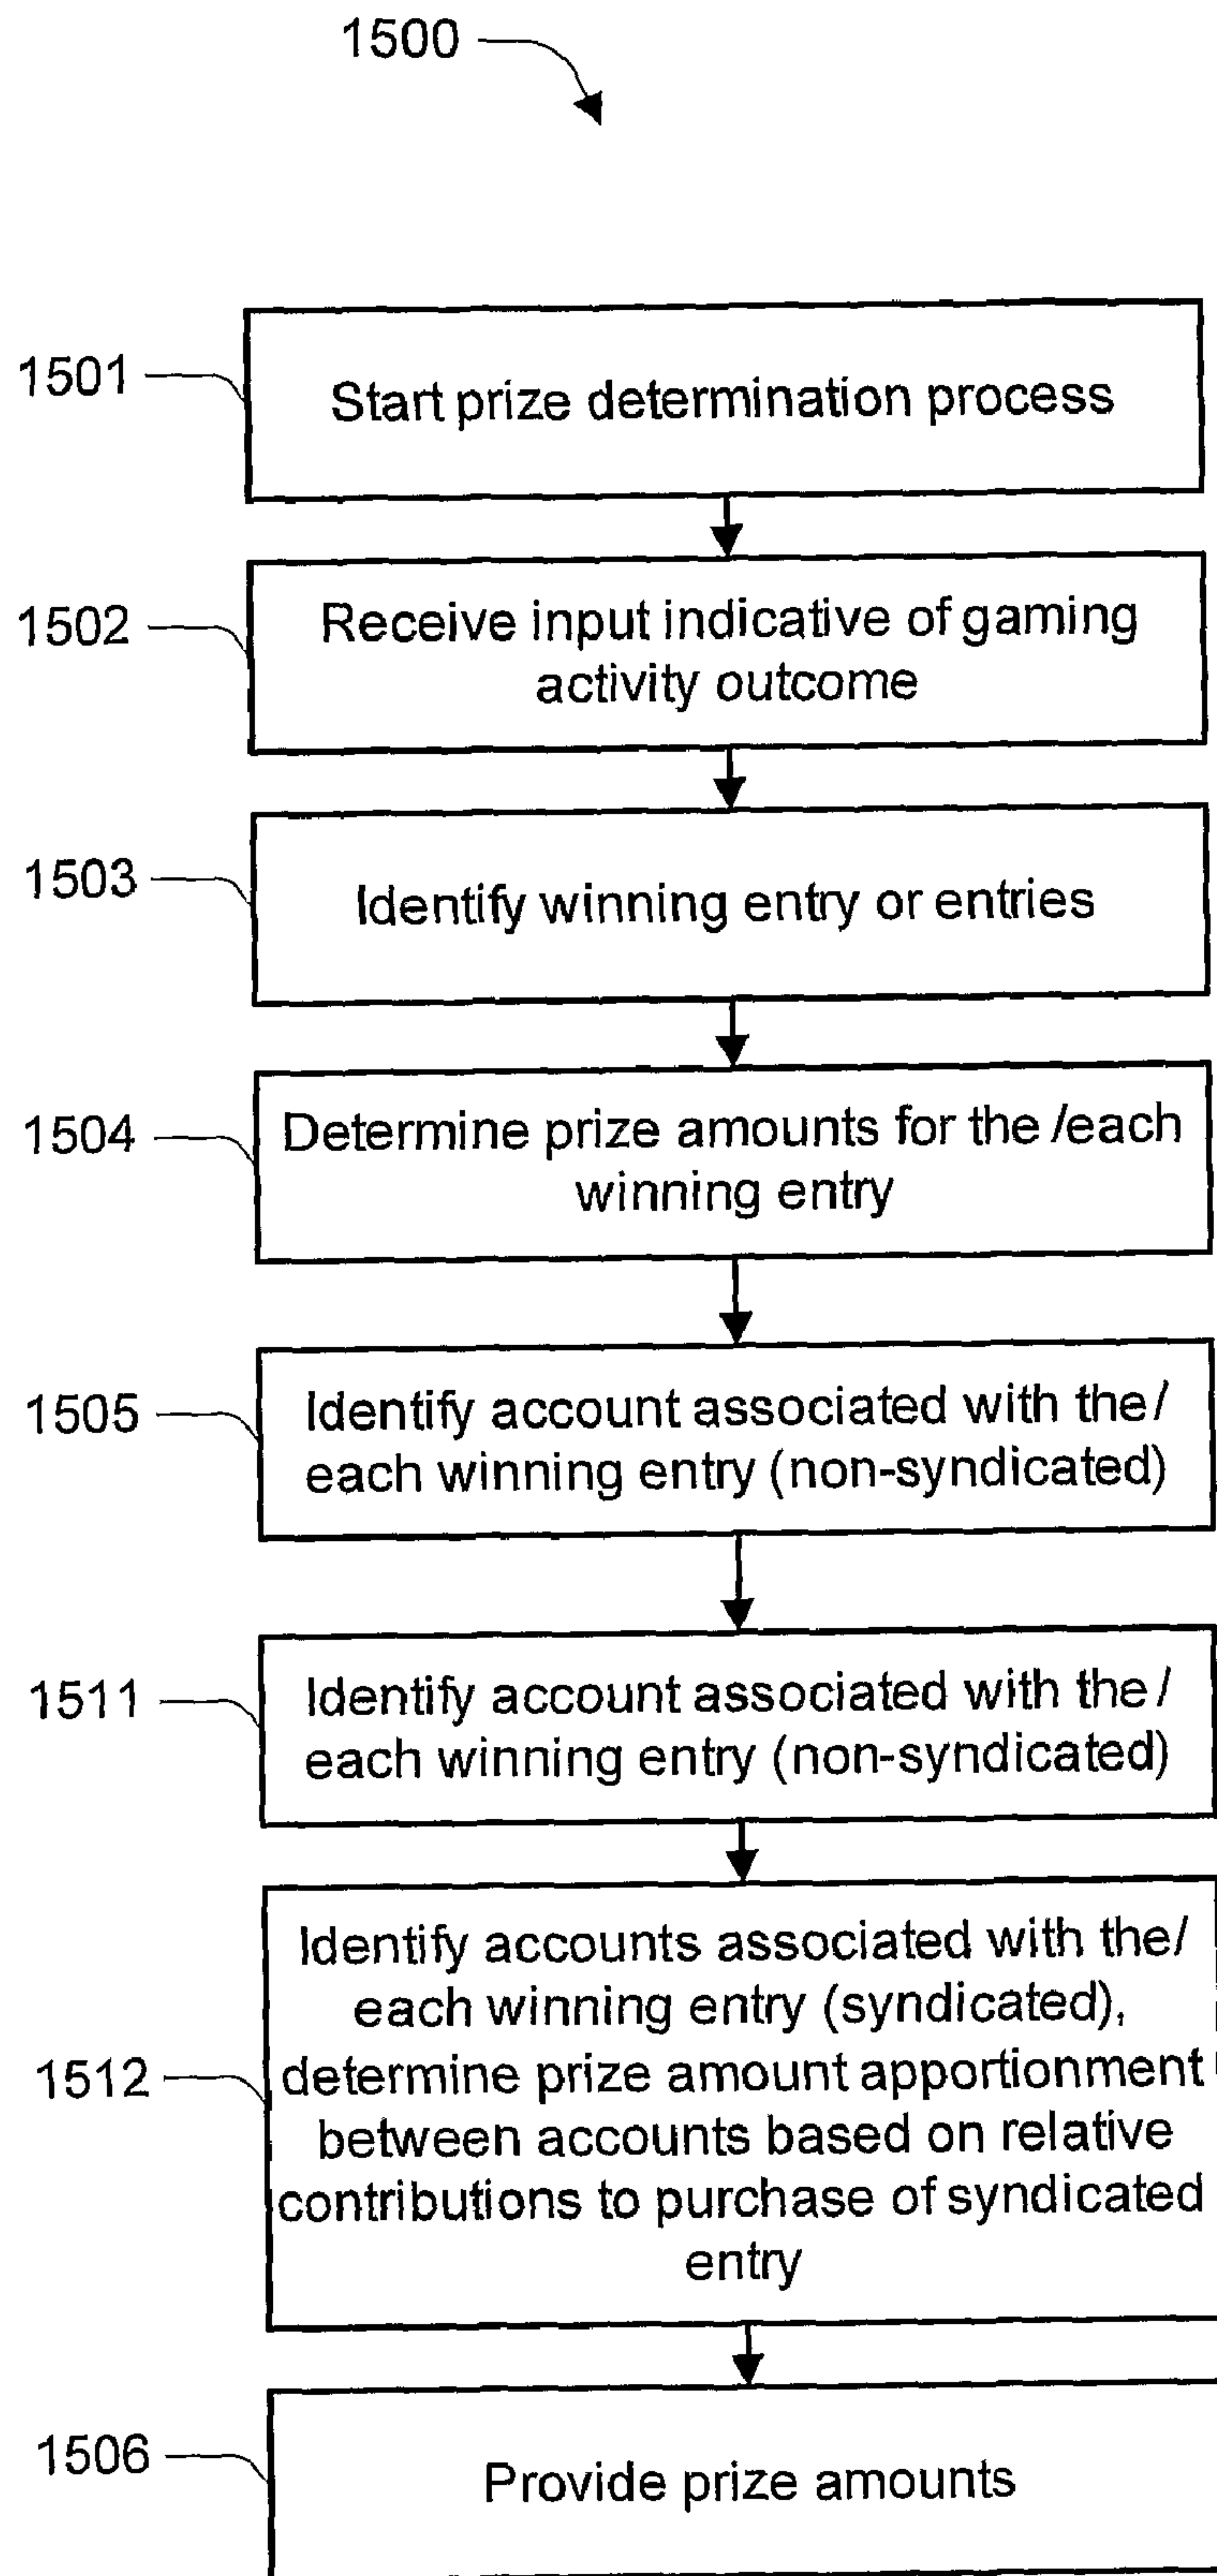 1500
1501
Start prize determination process
1502
Receive input indicative of gaming
activity outcome
1503
Identify winning entry or entries
1504
Determine prize amounts for the /each
winning entry
1505
Identify account associated with the/
each winning entry (non-syndicated)
1511
Identify account associated with the/
each winning entry (non-syndicated)
1512
Identify accounts associated with the/
each winning entry (syndicated),
determine prize amount apportionment
between accounts based on relative
contributions to purchase of syndicated
entry
1506
Provide prize amounts